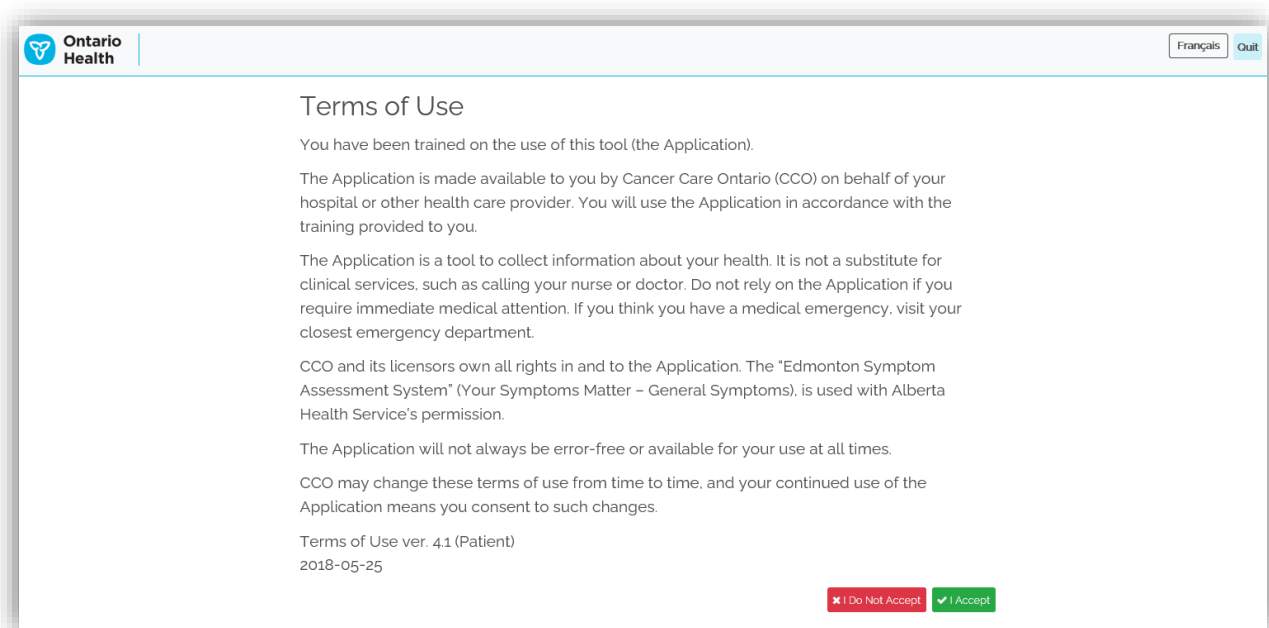 Ontario
Health
Français
Quit
Terms of Use
You have been trained on the use of this tool (the Application).
The Application is made available to you by Cancer Care Ontario (CCO) on behalf of your
hospital or other health care provider. You will use the Application in accordance with the
training provided to you.
The Application is a tool to collect information about your health. It is not a substitute for
clinical services, such as calling your nurse or doctor. Do not rely on the Application if you
require immediate medical attention. If you think you have a medical emergency, visit your
closest emergency department.
CCO and its licensors own all rights in and to the Application. The “Edmonton Symptom
Assessment System” (Your Symptoms Matter – General Symptoms), is used with Alberta
Health Service’s permission.
The Application will not always be error-free or available for your use at all times.
CCO may change these terms of use from time to time, and your continued use of the
Application means you consent to such changes.
Terms of Use ver. 4.1 (Patient)
2018-05-25
I Do Not Accept
I Accept